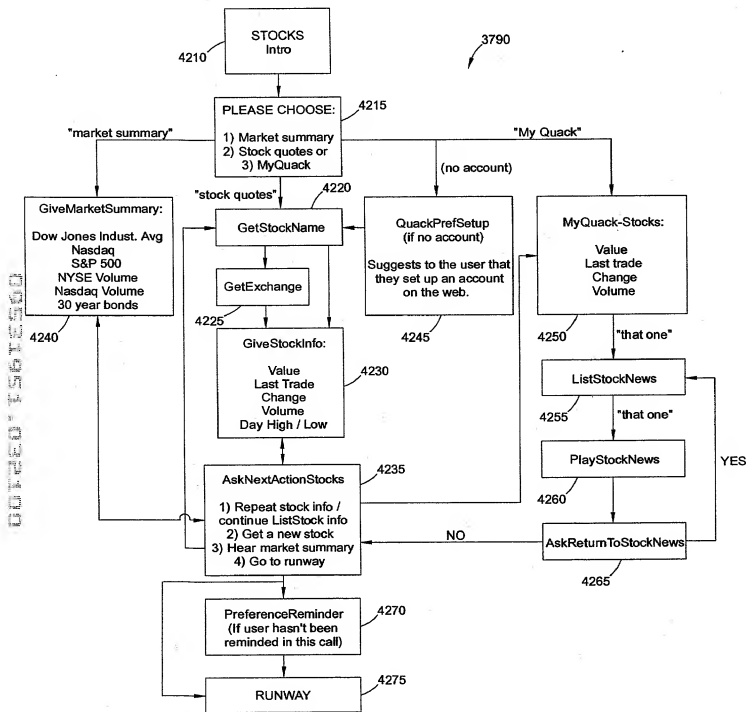 STOCKS
Intro
4210
3790
PLEASE CHOOSE:
1) Market summary
2) Stock quotes or
3) MyQuack
4215
"market summary"
"My Quack"
(no account)
"stock quotes"
4220
GiveMarketSummary:
Dow Jones Indust. Avg
Nasdaq
S&P 500
NYSE Volume
Nasdaq Volume
30 year bonds
4240
GetStockName
GetExchange
4225
QuackPrefSetup
(if no account)
Suggests to the user that
they set up an account
on the web.
4245
MyQuack-Stocks:
Value
Last trade
Change
Volume
4250
"that one"
GiveStockInfo:
Value
Last Trade
Change
Volume
Day High / Low
4230
ListStockNews
4255
"that one"
PlayStockNews
4260
YES
AskNextActionStocks
1) Repeat stock info /
continue ListStock info
2) Get a new stock
3) Hear market summary
4) Go to runway
4235
NO
AskReturnToStockNews
4265
PreferenceReminder
(If user hasn't been
reminded in this call)
4270
RUNWAY
4275